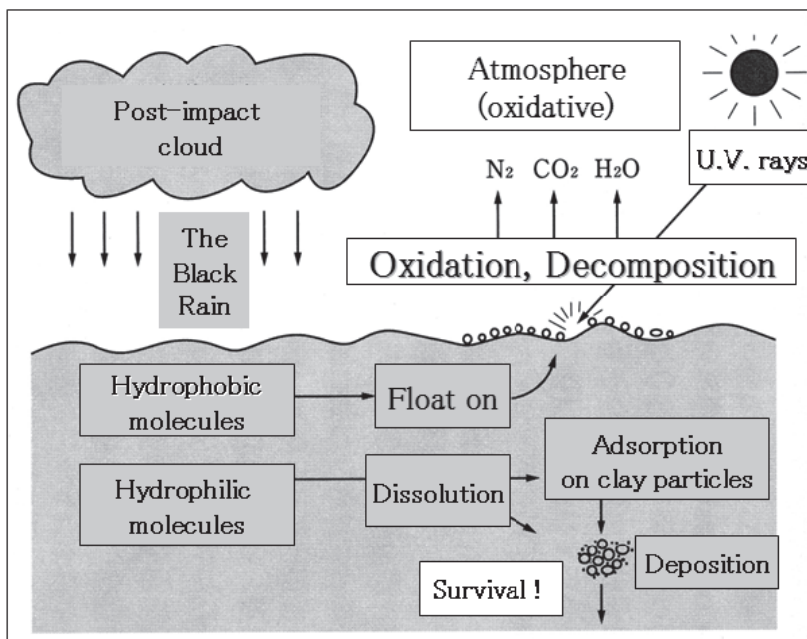 Post-impact
cloud
Atmosphere
(oxidative)
U.V. rays
N₂ CO₂ H₂O
The
Black
Rain
Oxidation, Decomposition
Hydrophobic
molecules
Float on
Hydrophilic
molecules
Dissolution
Adsorption
on clay particles
Survival !
Deposition